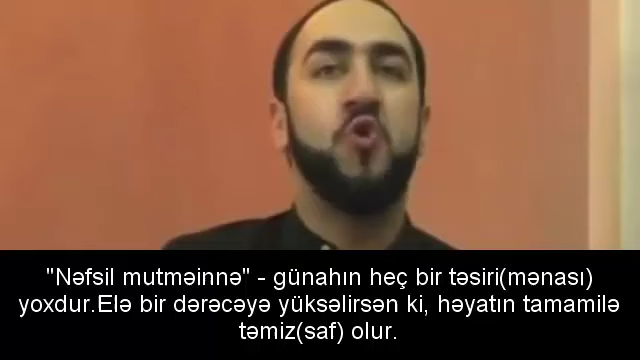 "Nəfsil mutməinnə" - günahın heç bir təsiri(mənası)
yoxdur.Elə bir dərəcəyə yüksəlirsən ki, həyatın tamamilə
təmiz(saf) olur.